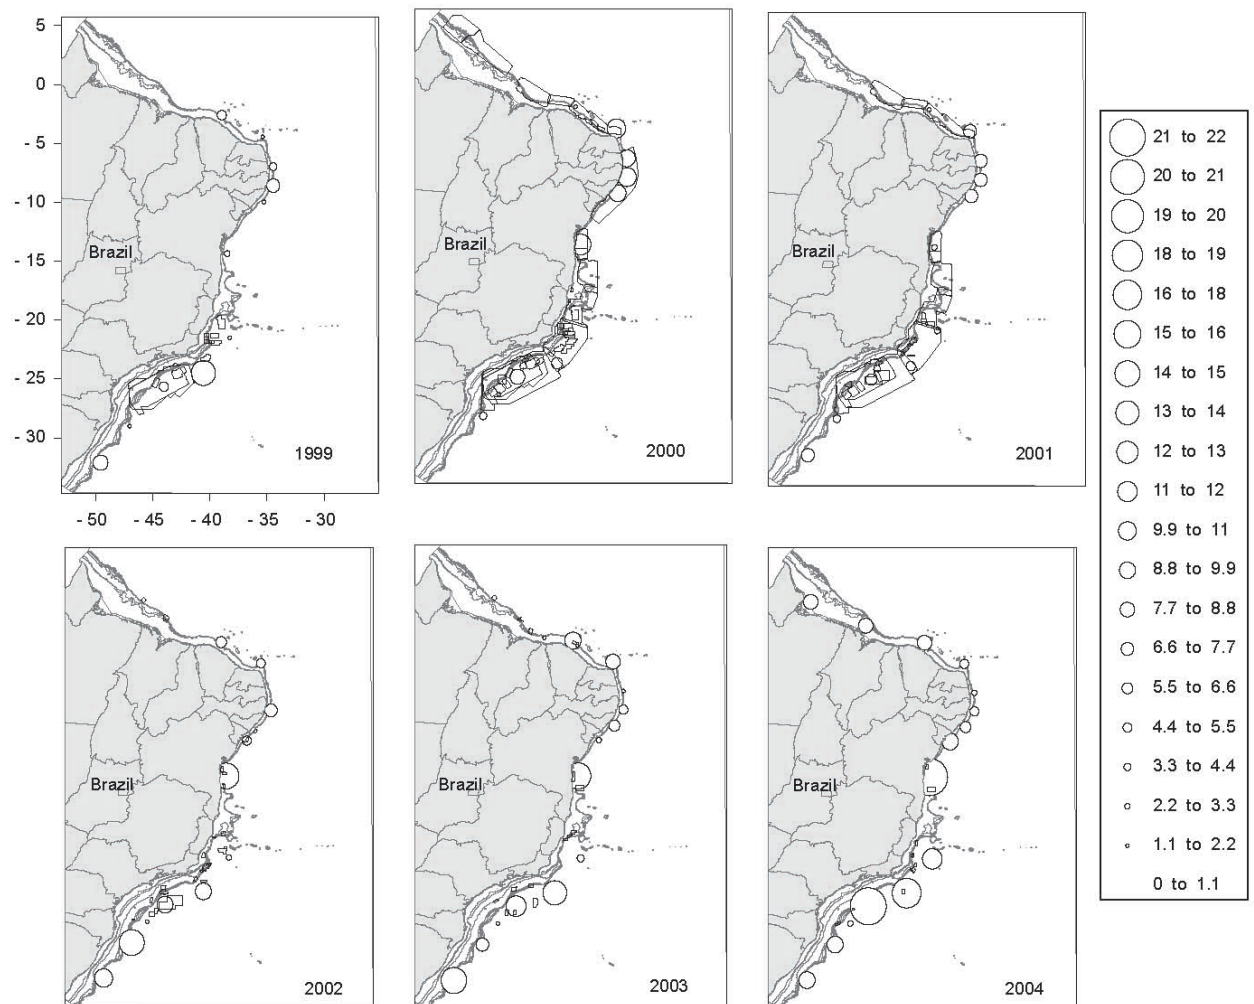 5
0
- 5
- 10
- 15
- 20
- 25
- 30
- 50 - 45 - 40 - 35 - 30
Brazil
1999
Brazil
2000
Brazil
2001
Brazil
2002
Brazil
2003
Brazil
2004
21 to 22
20 to 21
19 to 20
18 to 19
16 to 18
15 to 16
14 to 15
13 to 14
12 to 13
11 to 12
9.9 to 11
8.8 to 9.9
7.7 to 8.8
6.6 to 7.7
5.5 to 6.6
4.4 to 5.5
3.3 to 4.4
2.2 to 3.3
1.1 to 2.2
0 to 1.1